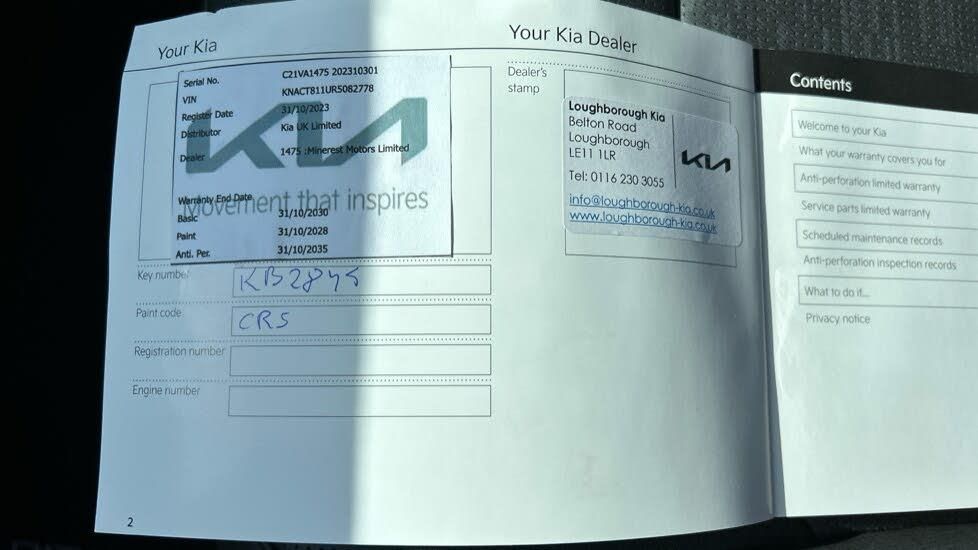 Your Kia
Serial No. C21VA1475 202310301
VIN KNACT811UR5082778
Register Date 31/10/2023
Distributor Kia UK Limited
Dealer 1475 :Minerest Motors Limited
KIA
Movement that inspires
Warranty End Date
Basic 31/10/2030
Paint 31/10/2028
Anti. Per. 31/10/2035
Key number KB2845
Paint code CR5
Registration number
Engine number
2
Your Kia Dealer
Dealer's
stamp
Loughborough Kia
Belton Road
Loughborough
LE11 1LR
Tel: 0116 230 3055
info@loughborough-kia.co.uk
www.loughborough-kia.co.uk
KIA
Contents
Welcome to your Kia
What your warranty covers you for
Anti-perforation limited warranty
Service parts limited warranty
Scheduled maintenance records
Anti-perforation inspection records
What to do if...
Privacy notice